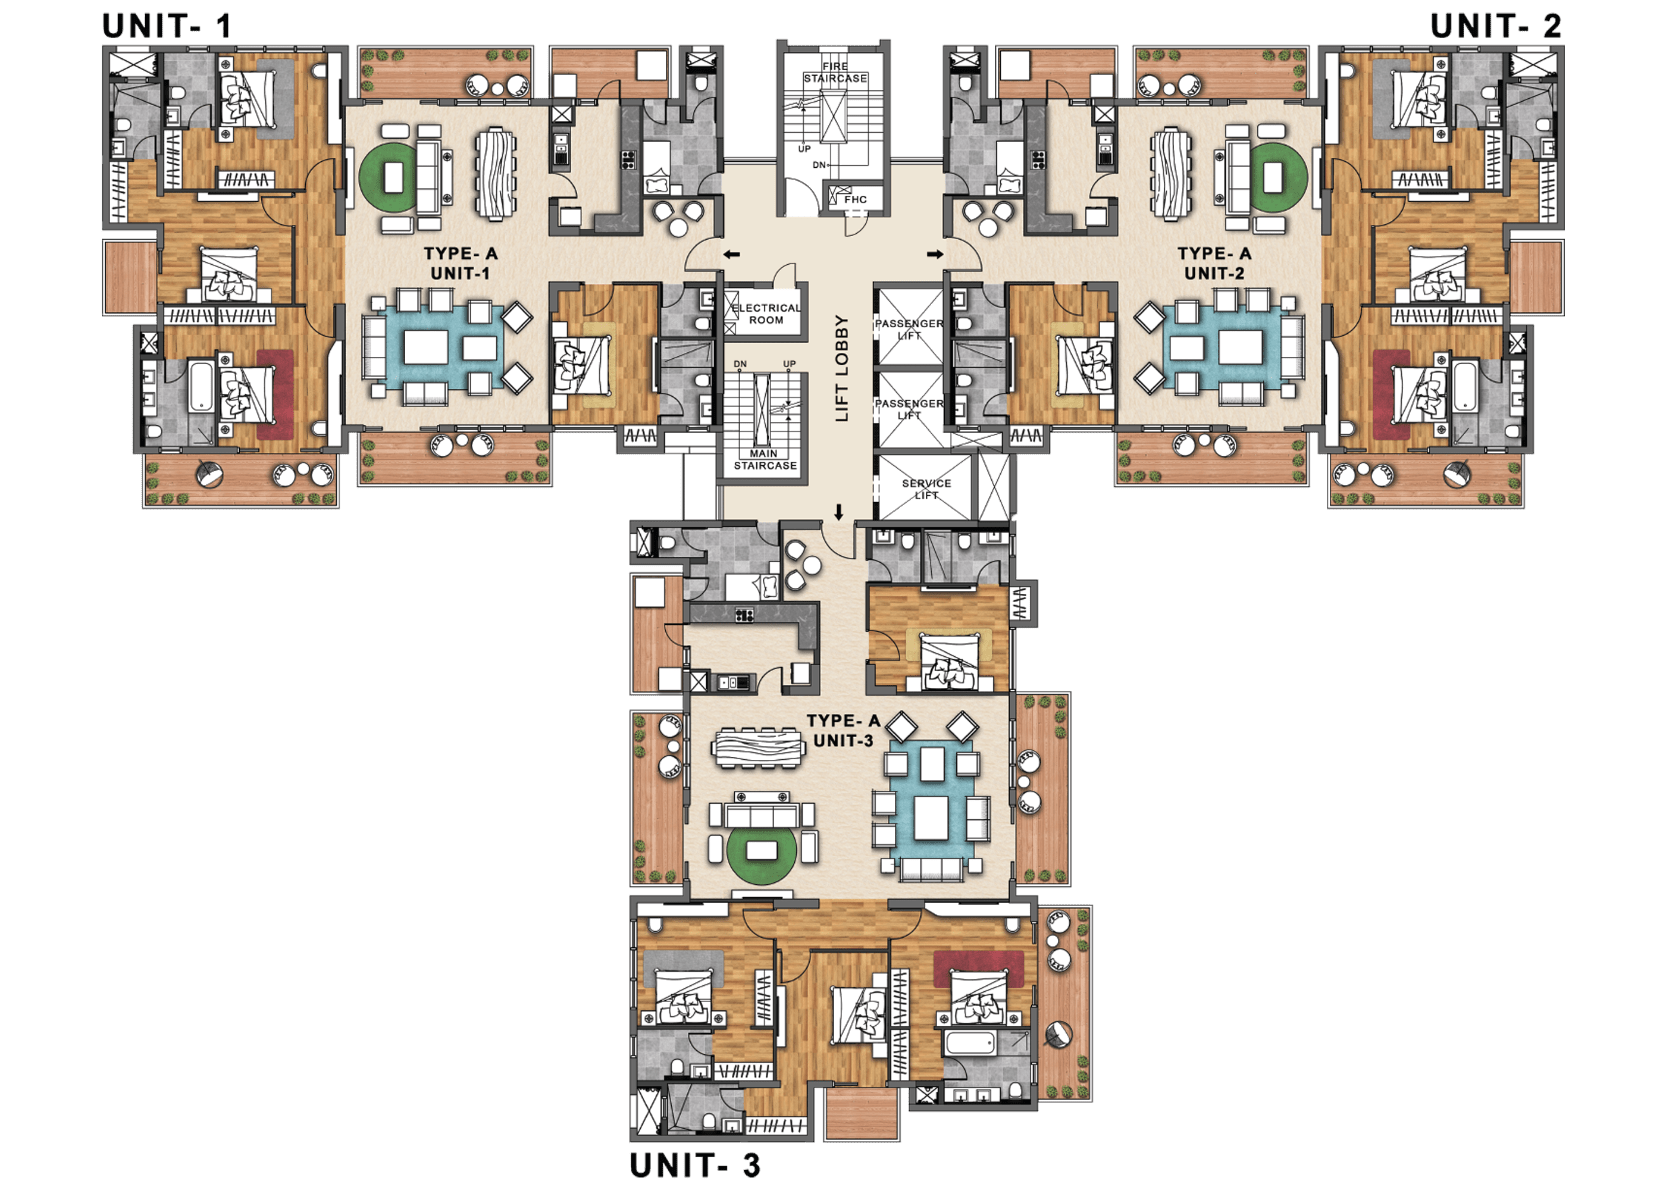 UNIT- 1
UNIT- 2
FIRE
STAIRCASE
UP
DN
FHC
TYPE- A
UNIT-1
TYPE- A
UNIT-2
ELECTRICAL
ROOM
PASSENGER
LIFT
LIFT LOBBY
DN
UP
PASSENGER
LIFT
MAIN
STAIRCASE
SERVICE
LIFT
TYPE- A
UNIT-3
UNIT- 3